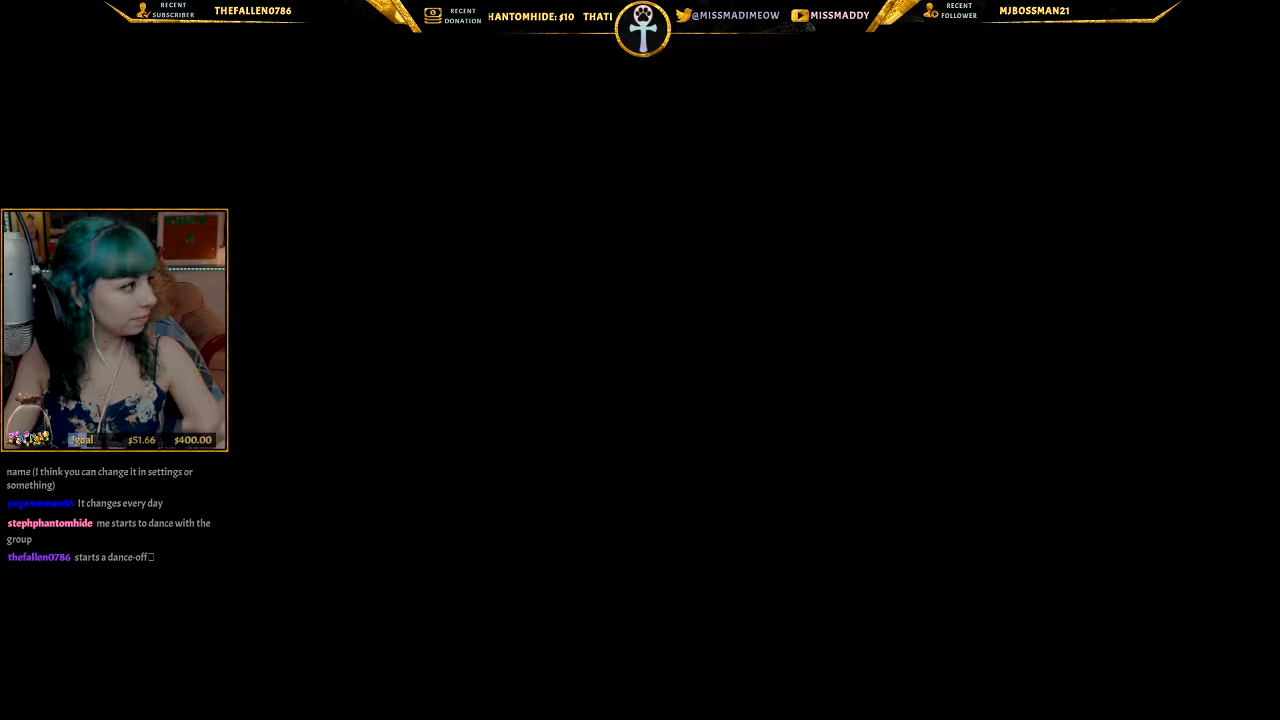 RECENT
SUBSCRIBER
THEFALLEN0786
RECENT
DONATION
HANTOMHIDE: $10 THATI
@MISSMADIMEOW
MISSMADDY
RECENT
FOLLOWER
MJBOSSMAN21
!goal $51.66 $400.00
name (I think you can change it in settings or
something)
It changes every day
stephphantomhide me starts to dance with the
group
thefallen0786 starts a dance-off